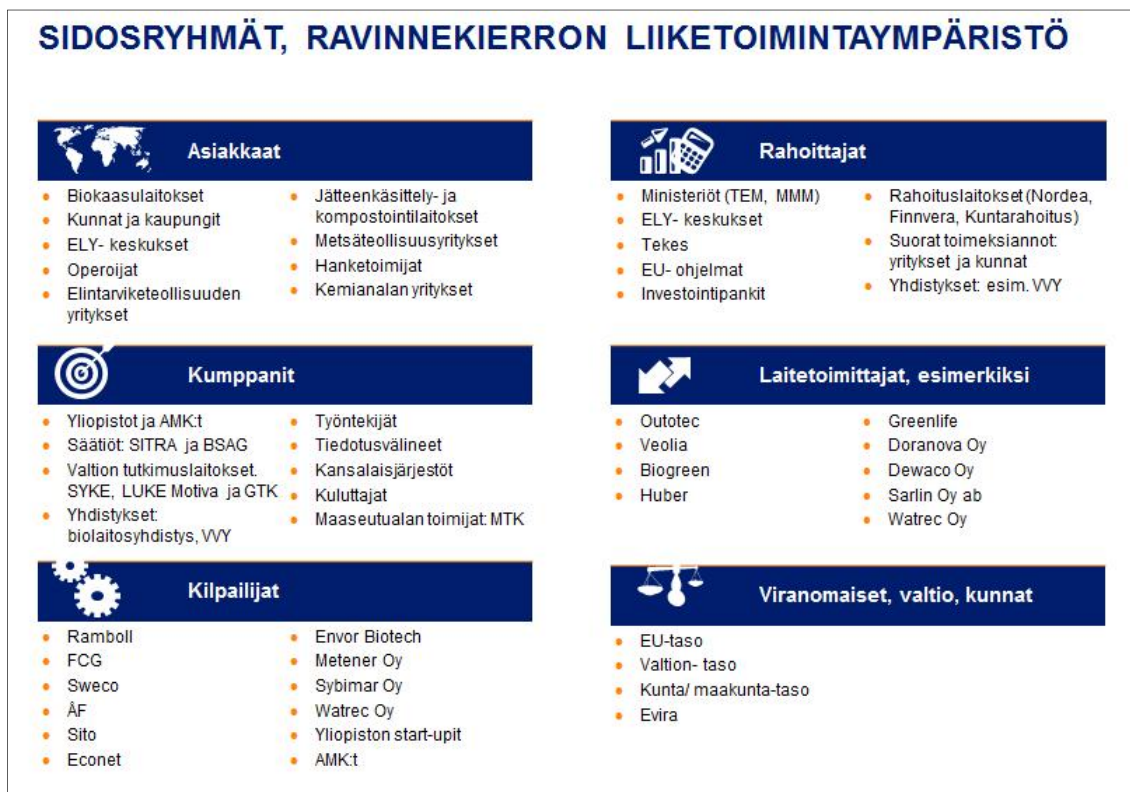 SIDOSRYHMÄT, RAVINNEKIERRON LIIKETOIMINTAYMPÄRISTÖ
Asiakkaat
Biokaasulaitokset
Kunnat ja kaupungit
ELY- keskukset
Operoijat
Elintarviketeollisuuden
yritykset
Jätteenkäsittely- ja
kompostointilaitokset
Metsäteollisuusyritykset
Hanketoimijat
Kemianalan yritykset
Rahoittajat
Ministeriöt (TEM, MMM)
ELY- keskukset
Tekes
EU- ohjelmat
Investointipankit
Rahoituslaitokset (Nordea,
Finnvera, Kuntarahoitus)
Suorat toimeksiannot:
yritykset ja kunnat
Yhdistykset: esim. VVY
Kumppanit
Yliopistot ja AMK:t
Säätiöt: SITRA ja BSAG
Valtion tutkimuslaitokset.
SYKE, LUKE Motiva ja GTK
Yhdistykset:
biolaitosyhdistys, VVY
Työntekijät
Tiedotusvälineet
Kansalaisjärjestöt
Kuluttajat
Maaseutualan toimijat: MTK
Laitetoimittajat, esimerkiksi
Outotec
Veolia
Biogreen
Huber
Greenlife
Doranova Oy
Dewaco Oy
Sarlin Oy ab
Watrec Oy
Kilpailijat
Ramboll
FCG
Sweco
ÅF
Sito
Econet
Envor Biotech
Metener Oy
Sybimar Oy
Watrec Oy
Yliopiston start-upit
AMK:t
Viranomaiset, valtio, kunnat
EU-taso
Valtion- taso
Kunta/ maakunta-taso
Evira